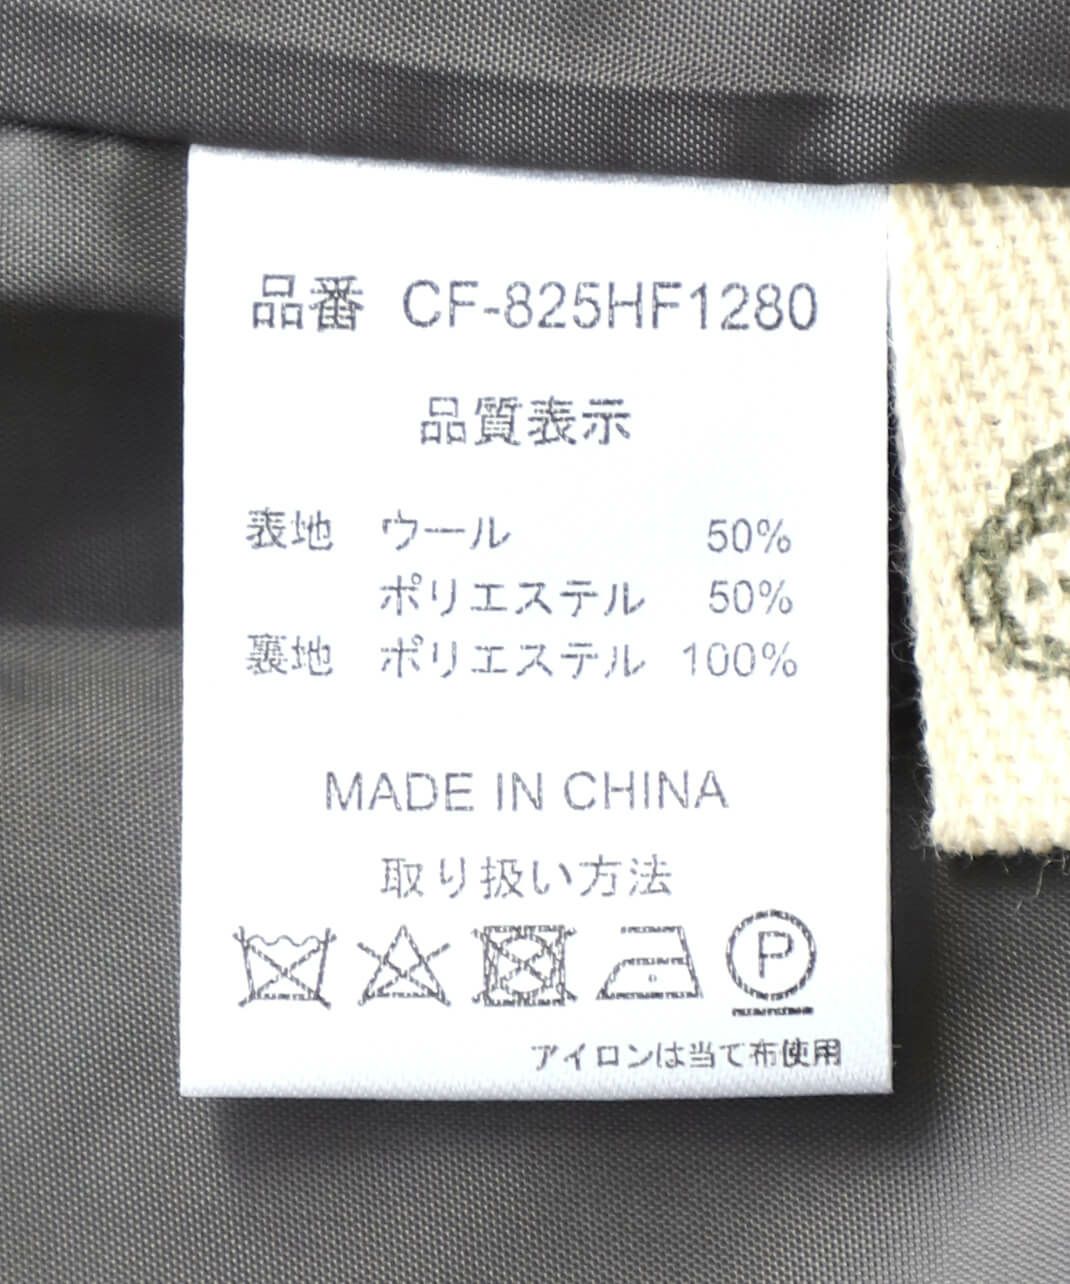 品番 CF-825HF1280
品質表示
表地 ウール 50%
ポリエステル 50%
裏地 ポリエステル 100%
MADE IN CHINA
取り扱い方法
P
アイロンは当て布使用